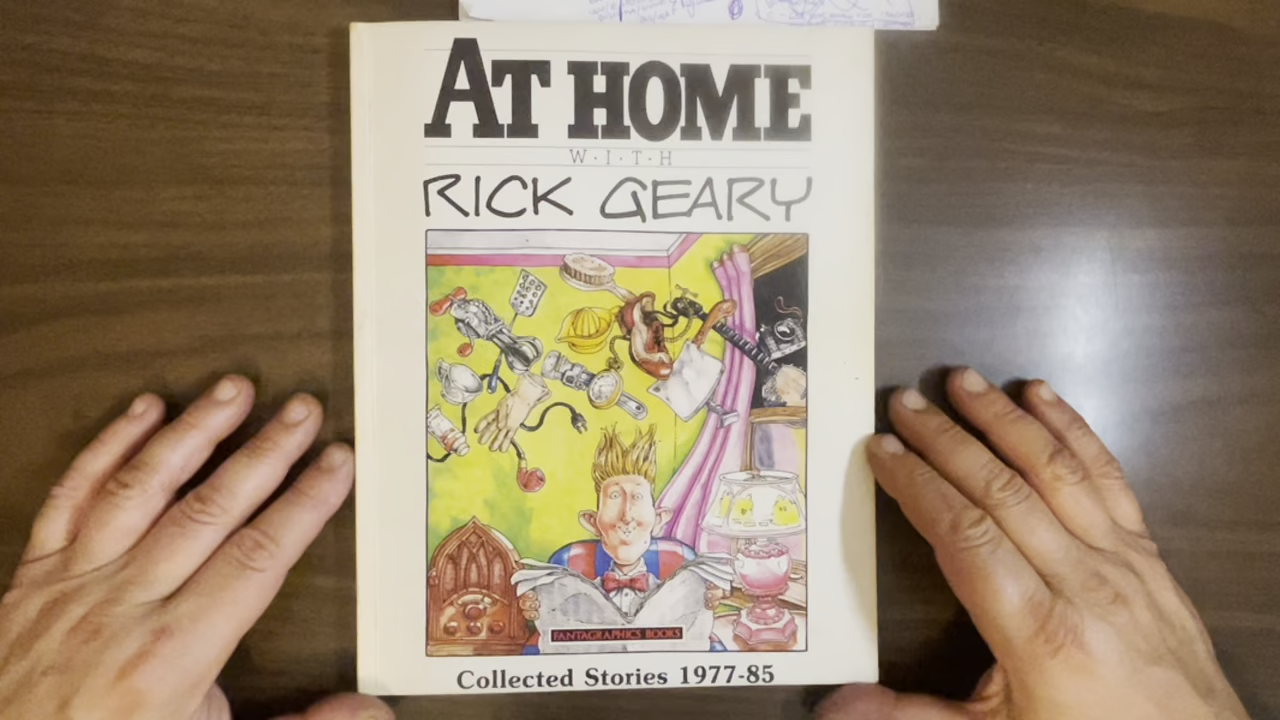 AT HOME
W·I·T·H
RICK GEARY
FANTAGRAPHICS BOOKS
Collected Stories 1977-85